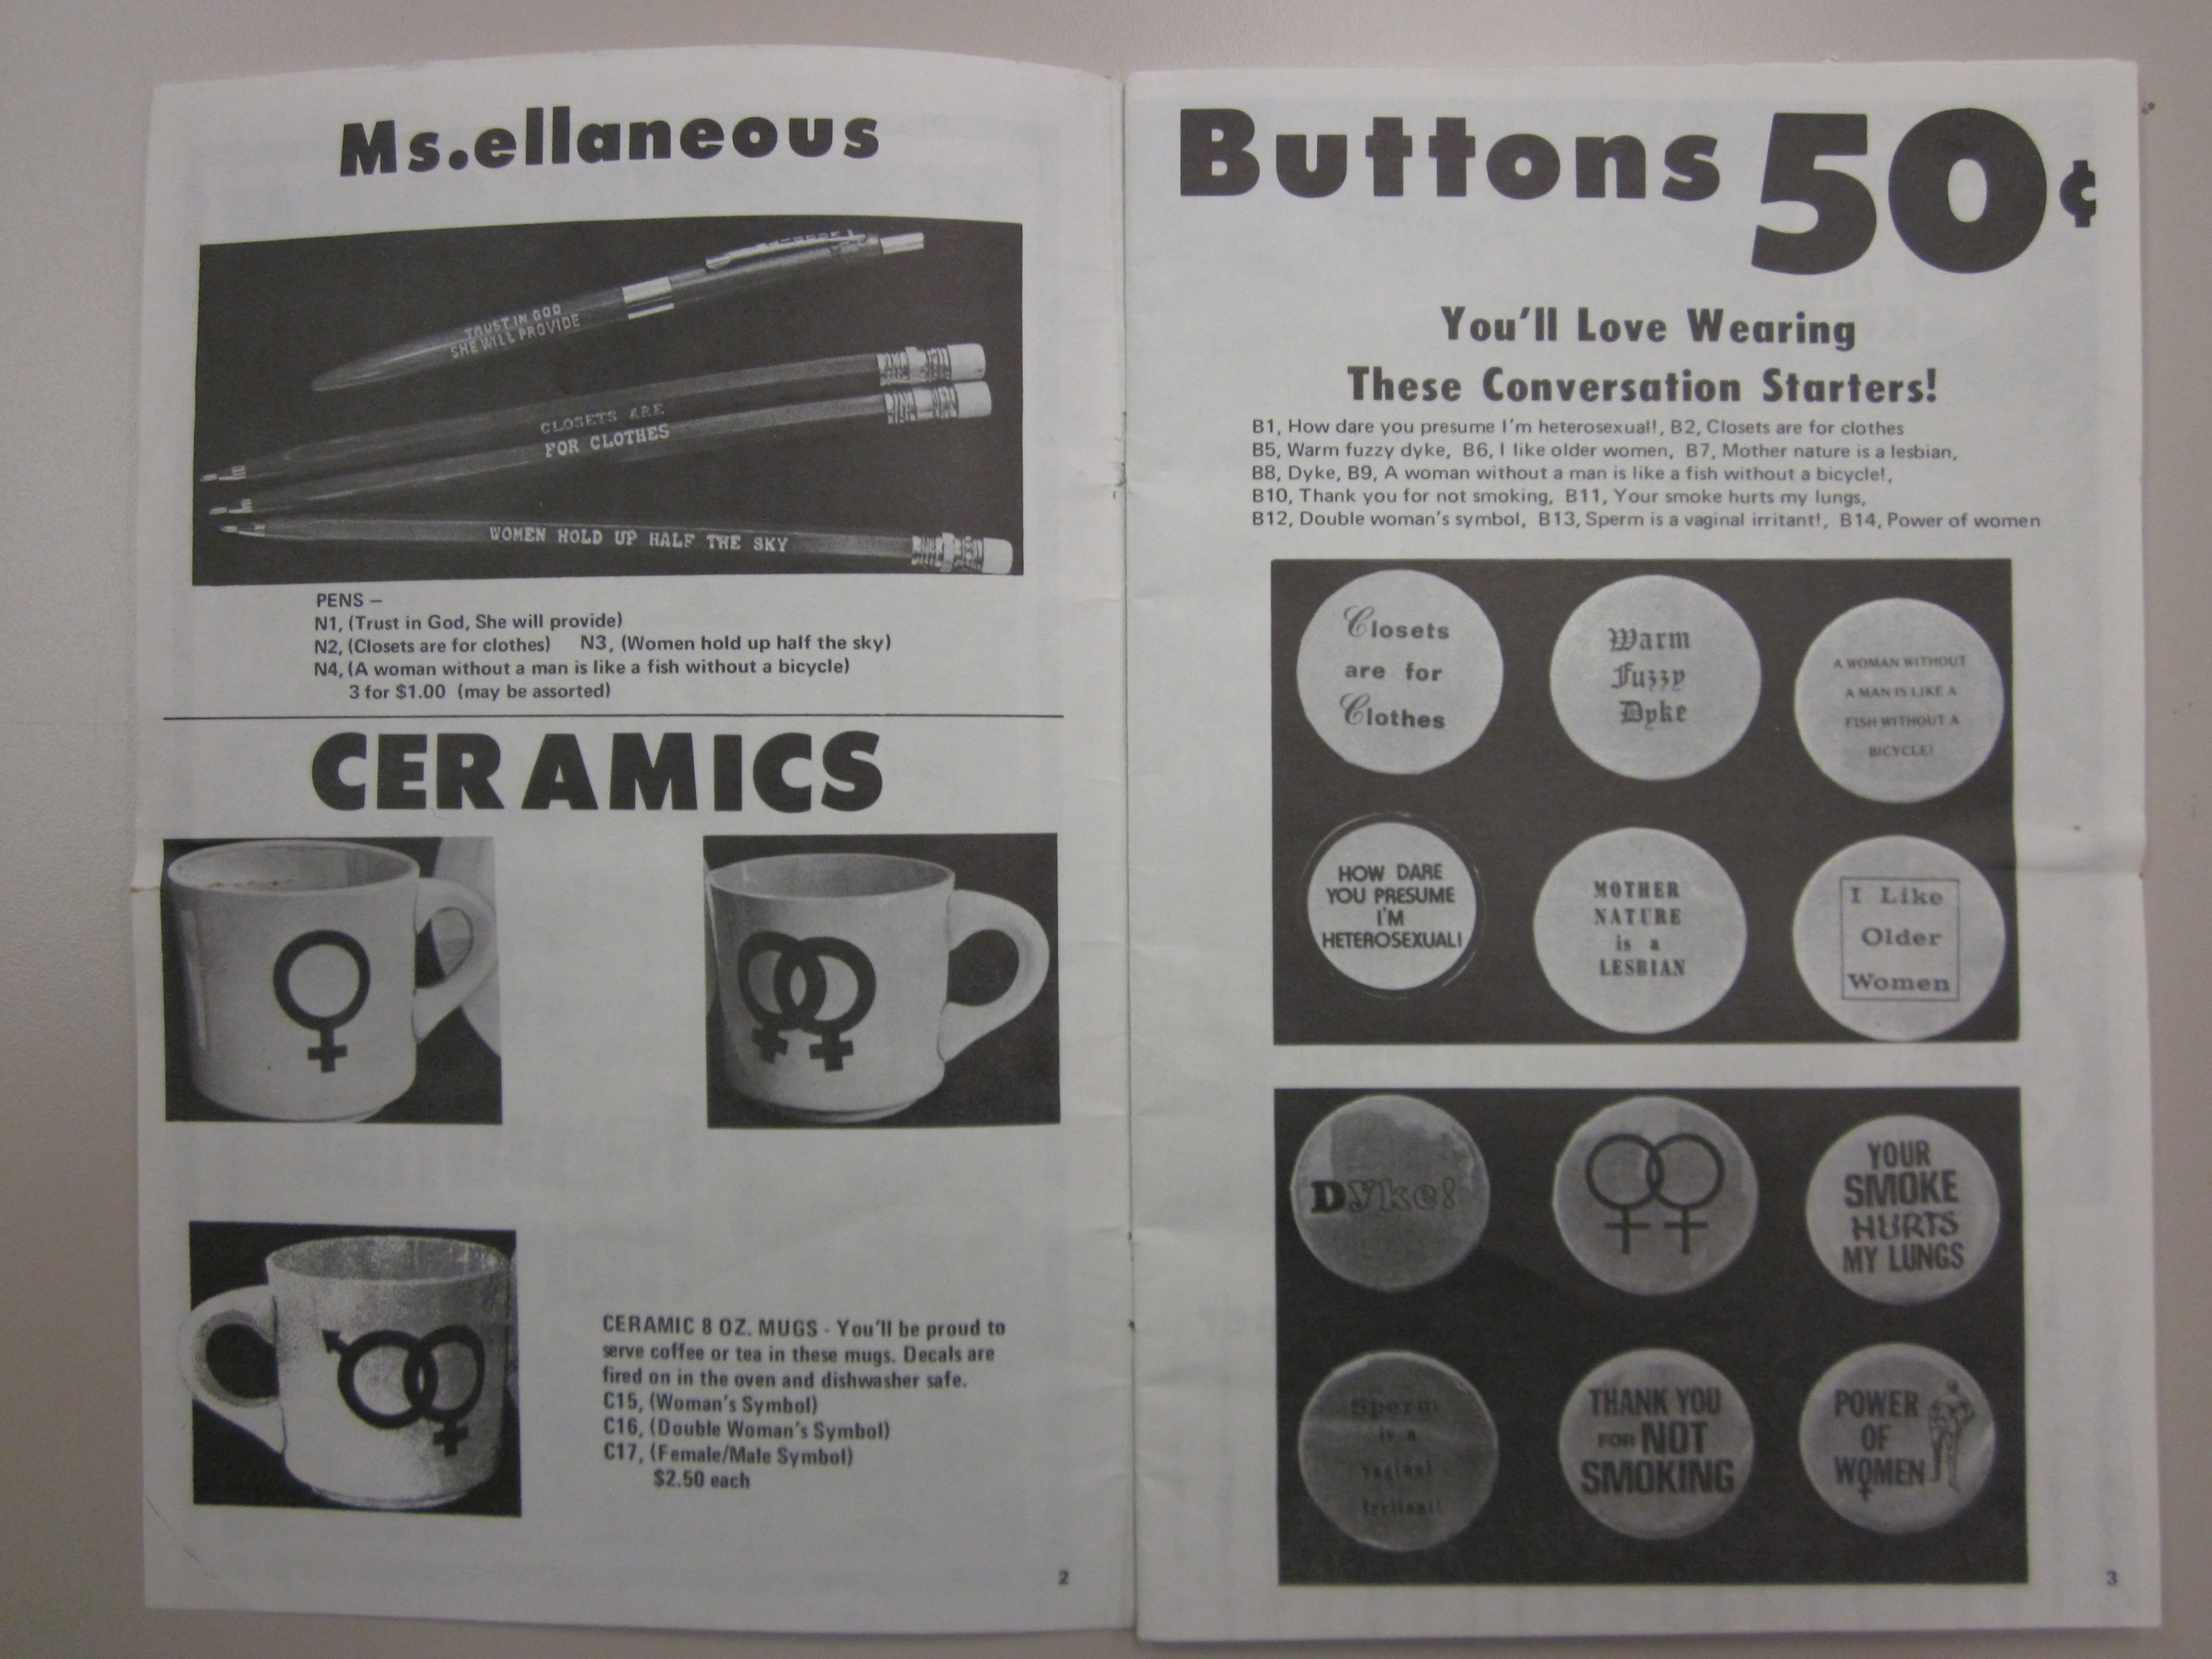 Ms.ellaneous
TRUST IN GOD
SHE WILL PROVIDE
CLOSETS ARE
FOR CLOTHES
WOMEN HOLD UP HALF THE SKY
PENS –
N1, (Trust in God, She will provide)
N2, (Closets are for clothes) N3, (Women hold up half the sky)
N4, (A woman without a man is like a fish without a bicycle)
3 for $1.00 (may be assorted)
CERAMICS
CERAMIC 8 OZ. MUGS - You'll be proud to
serve coffee or tea in these mugs. Decals are
fired on in the oven and dishwasher safe.
C15, (Woman's Symbol)
C16, (Double Woman's Symbol)
C17, (Female/Male Symbol)
$2.50 each
2
Buttons 50¢
You'll Love Wearing
These Conversation Starters!
B1, How dare you presume I'm heterosexual!, B2, Closets are for clothes
B5, Warm fuzzy dyke, B6, I like older women, B7, Mother nature is a lesbian,
B8, Dyke, B9, A woman without a man is like a fish without a bicycle!,
B10, Thank you for not smoking, B11, Your smoke hurts my lungs,
B12, Double woman's symbol, B13, Sperm is a vaginal irritant!, B14, Power of women
Closets
are for
Clothes
Warm
Fuzzy
Dyke
A WOMAN WITHOUT
A MAN IS LIKE A
FISH WITHOUT A
BICYCLE!
HOW DARE
YOU PRESUME
I'M
HETEROSEXUAL!
MOTHER
NATURE
is a
LESBIAN
I Like
Older
Women
Dyke!
YOUR
SMOKE
HURTS
MY LUNGS
Sperm
is a
Vaginal
Irritant!
THANK YOU
FOR NOT
SMOKING
POWER
OF
WOMEN
3